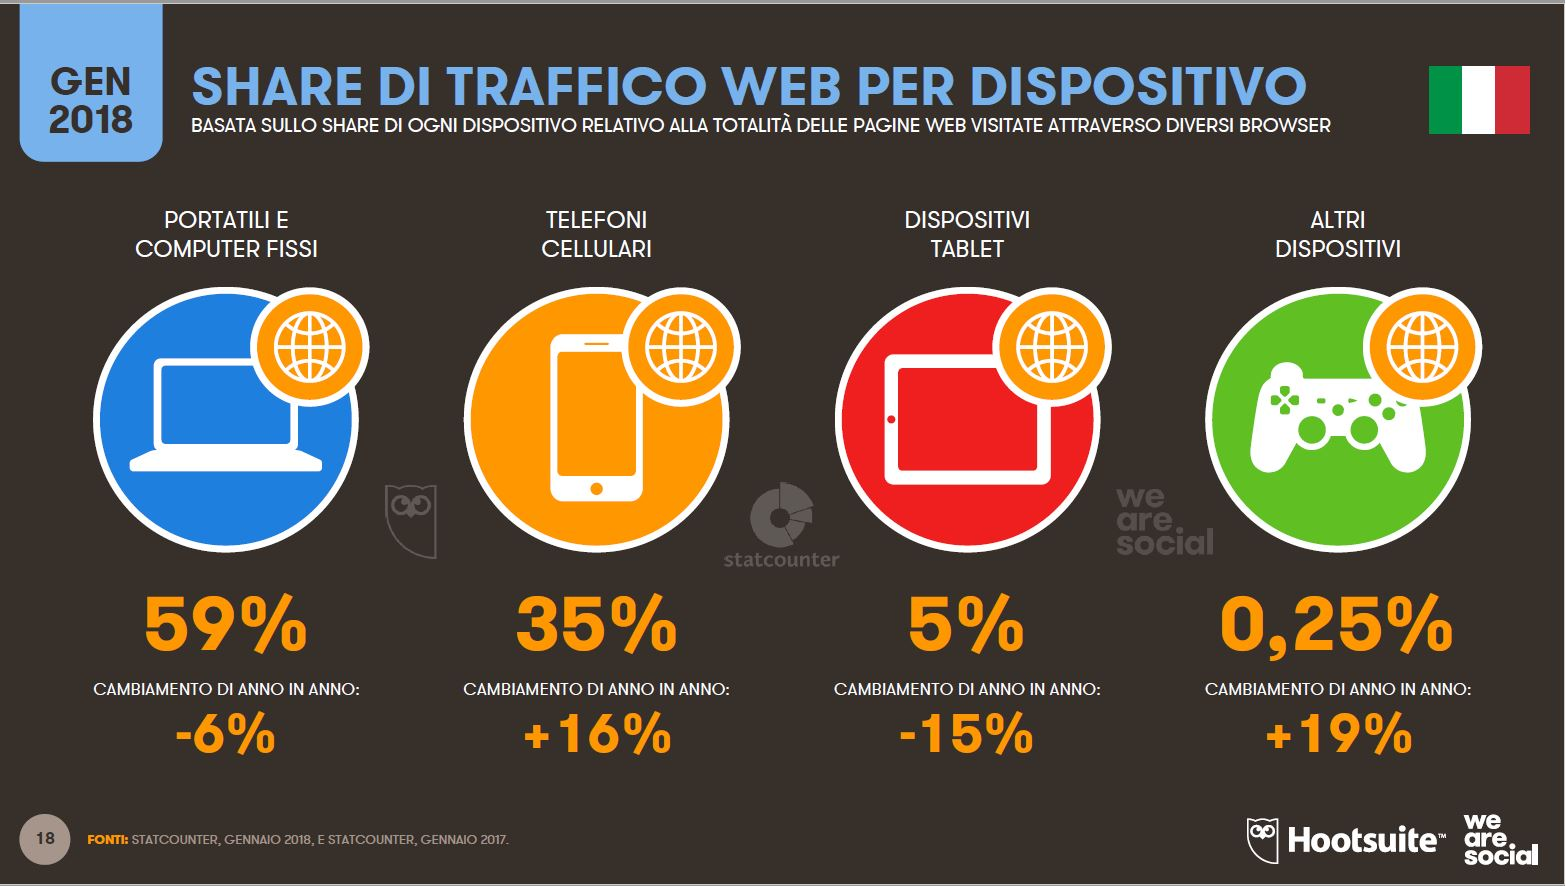 GEN
2018
SHARE DI TRAFFICO WEB PER DISPOSITIVO
BASATA SULLO SHARE DI OGNI DISPOSITIVO RELATIVO ALLA TOTALITÀ DELLE PAGINE WEB VISITATE ATTRAVERSO DIVERSI BROWSER
PORTATILI E
COMPUTER FISSI
TELEFONI
CELLULARI
DISPOSITIVI
TABLET
ALTRI
DISPOSITIVI
statcounter
we
are
social
59%
35%
5%
0,25%
CAMBIAMENTO DI ANNO IN ANNO:
CAMBIAMENTO DI ANNO IN ANNO:
CAMBIAMENTO DI ANNO IN ANNO:
CAMBIAMENTO DI ANNO IN ANNO:
-6%
+16%
-15%
+19%
18
FONTI: STATCOUNTER, GENNAIO 2018, E STATCOUNTER, GENNAIO 2017.
Hootsuite™
we
are
social